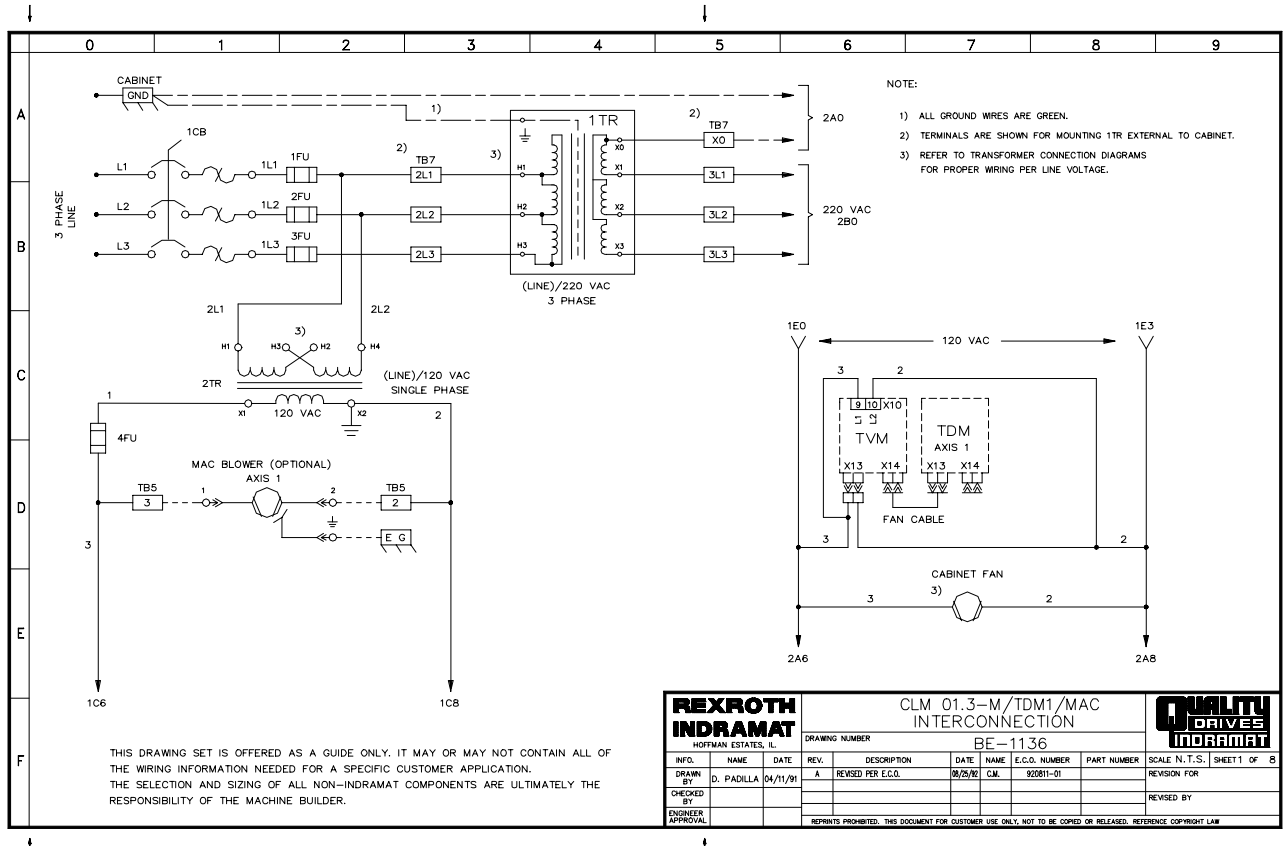 0 1 2 3 4 5 6 7 8 9
A
B
C
D
E
F
CABINET
GND
1)
1CB
3 PHASE
LINE
L1
L2
L3
1L1
1L2
1L3
1FU
2FU
3FU
2)
TB7
2L1
2L2
2L3
3)
1TR
H1
H2
H3
X0
X1
X2
X3
(LINE)/220 VAC
3 PHASE
2)
TB7
X0
3L1
3L2
3L3
2A0
220 VAC
2B0
NOTE:
1) ALL GROUND WIRES ARE GREEN.
2) TERMINALS ARE SHOWN FOR MOUNTING 1TR EXTERNAL TO CABINET.
3) REFER TO TRANSFORMER CONNECTION DIAGRAMS
FOR PROPER WIRING PER LINE VOLTAGE.
2L1
2L2
3)
H1
H3
H2
H4
2TR
(LINE)/120 VAC
SINGLE PHASE
1
X1
120 VAC
X2
2
4FU
MAC BLOWER (OPTIONAL)
AXIS 1
TB5
3
1
2
TB5
2
E G
3
1C6
1C8
1E0
1E3
120 VAC
3
2
9 10 X10
L1
L2
TVM
TDM
AXIS 1
X13 X14
X13 X14
FAN CABLE
3
2
CABINET FAN
3)
3
2
2A6
2A8
THIS DRAWING SET IS OFFERED AS A GUIDE ONLY. IT MAY OR MAY NOT CONTAIN ALL OF
THE WIRING INFORMATION NEEDED FOR A SPECIFIC CUSTOMER APPLICATION.
THE SELECTION AND SIZING OF ALL NON-INDRAMAT COMPONENTS ARE ULTIMATELY THE
RESPONSIBILITY OF THE MACHINE BUILDER.
REXROTH
INDRAMAT
HOFFMAN ESTATES, IL.
CLM 01.3-M/TDM1/MAC
INTERCONNECTION
DRAWING NUMBER
BE-1136
QUALITY
DRIVES
INDRAMAT
INFO. NAME DATE REV. DESCRIPTION DATE NAME E.C.O. NUMBER PART NUMBER SCALE N.T.S. SHEET 1 OF 8
DRAWN
BY
D. PADILLA 04/11/91 A REVISED PER E.C.O. 08/25/92 C.M. 920811-01 REVISION FOR
CHECKED
BY
REVISED BY
ENGINEER
APPROVAL
REPRINTS PROHIBITED. THIS DOCUMENT FOR CUSTOMER USE ONLY, NOT TO BE COPIED OR RELEASED. REFERENCE COPYRIGHT LAW